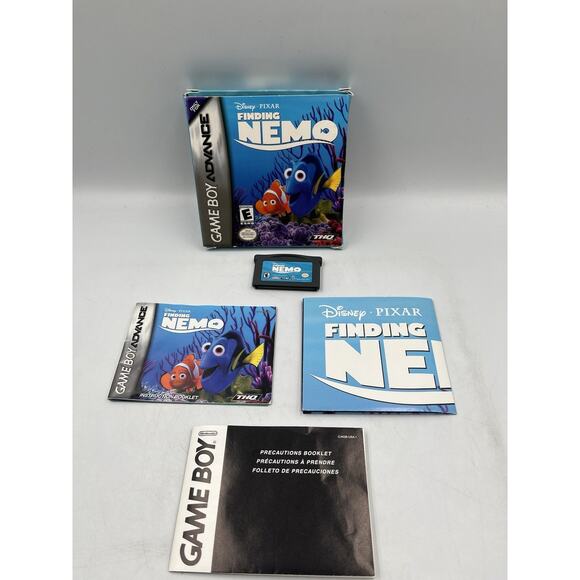 GAME BOY ADVANCE
Disney · PIXAR
FINDING
NEMO
E
THQ
NEMO
GAME BOY ADVANCE
Disney · PIXAR
FINDING
NEMO
INSTRUCTION BOOKLET
THQ
Disney · PIXAR
FINDING
NE
Nintendo
GAME BOY
PRECAUTIONS BOOKLET
PRÉCAUTIONS À PRENDRE
FOLLETO DE PRECAUCIONES